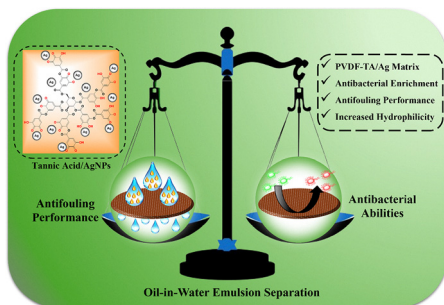 Tannic Acid/AgNPs
✓ PVDF-TA/Ag Matrix
✓ Antibacterial Enrichment
✓ Antifouling Performance
✓ Increased Hydrophilicity
Antifouling
Performance
Antibacterial
Abilities
Oil-in-Water Emulsion Separation